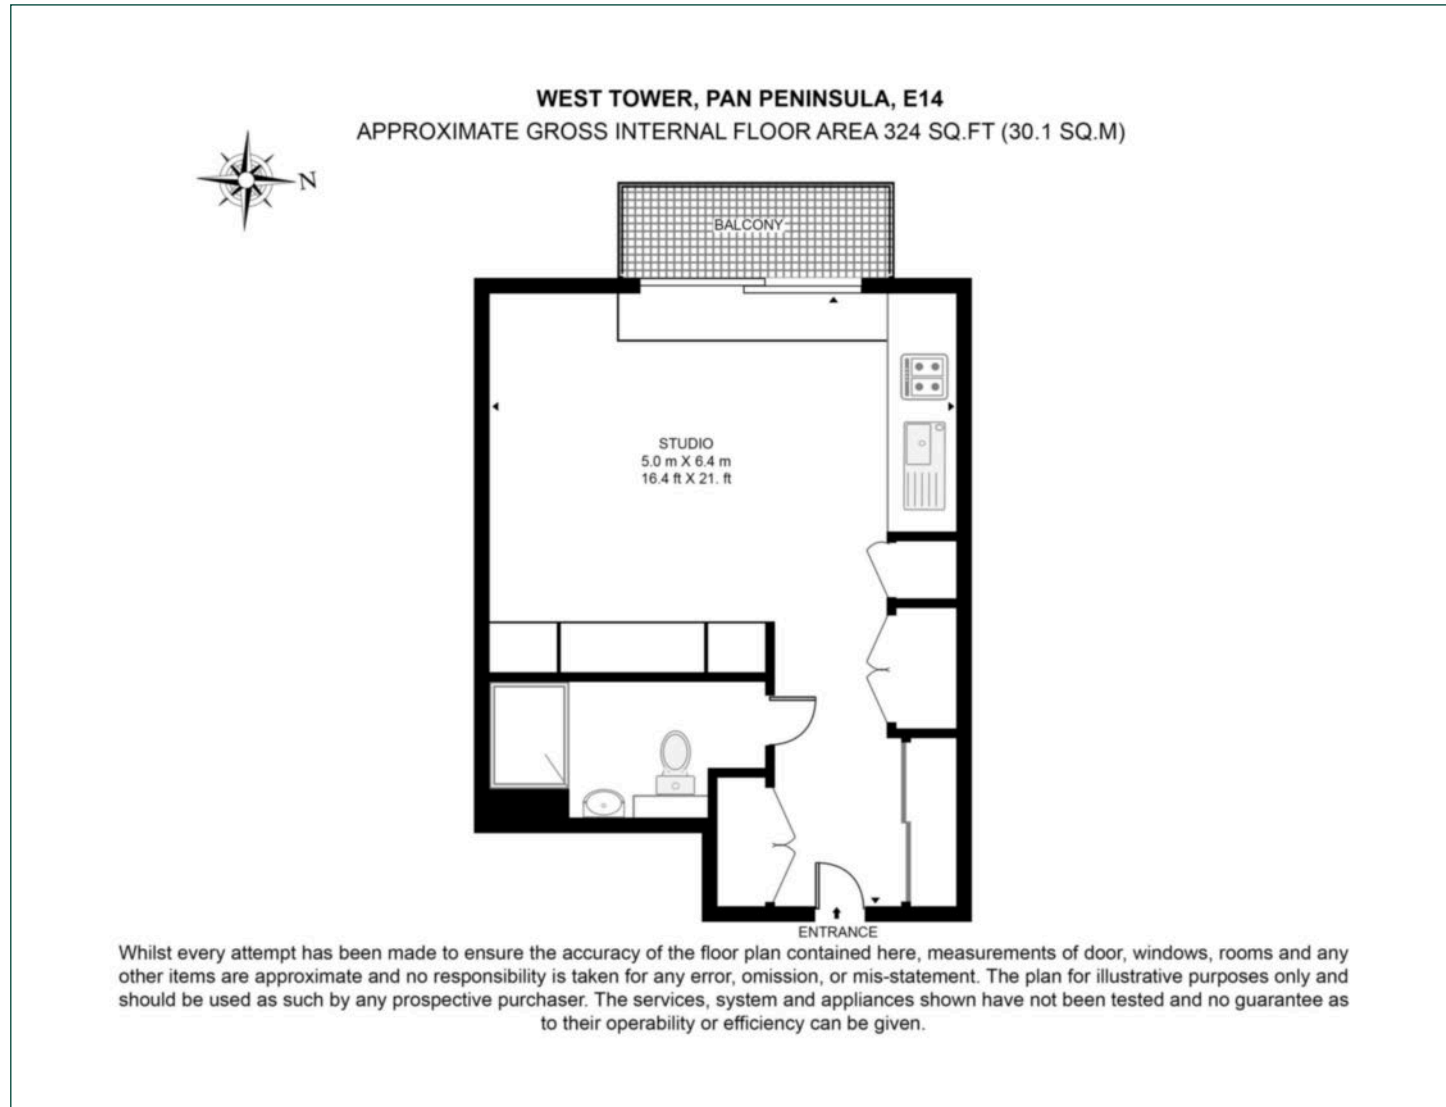 WEST TOWER, PAN PENINSULA, E14
APPROXIMATE GROSS INTERNAL FLOOR AREA 324 SQ.FT (30.1 SQ.M)
N
BALCONY
STUDIO
5.0 m X 6.4 m
16.4 ft X 21. ft
ENTRANCE
Whilst every attempt has been made to ensure the accuracy of the floor plan contained here, measurements of door, windows, rooms and any
other items are approximate and no responsibility is taken for any error, omission, or mis-statement. The plan for illustrative purposes only and
should be used as such by any prospective purchaser. The services, system and appliances shown have not been tested and no guarantee as
to their operability or efficiency can be given.